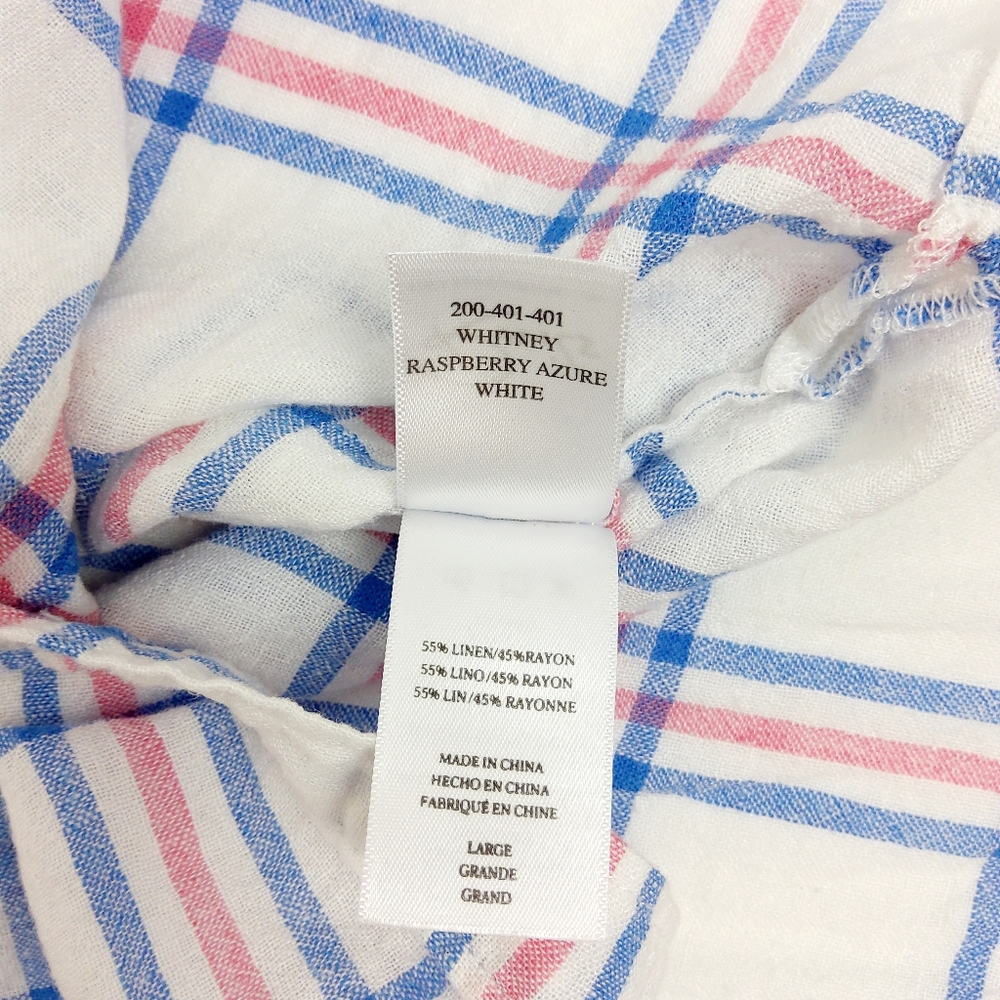 200-401-401
WHITNEY
RASPBERRY AZURE
WHITE
55% LINEN/45%RAYON
55% LINO/45% RAYON
55% LIN/45% RAYONNE
MADE IN CHINA
HECHO EN CHINA
FABRIQUÉ EN CHINE
LARGE
GRANDE
GRAND